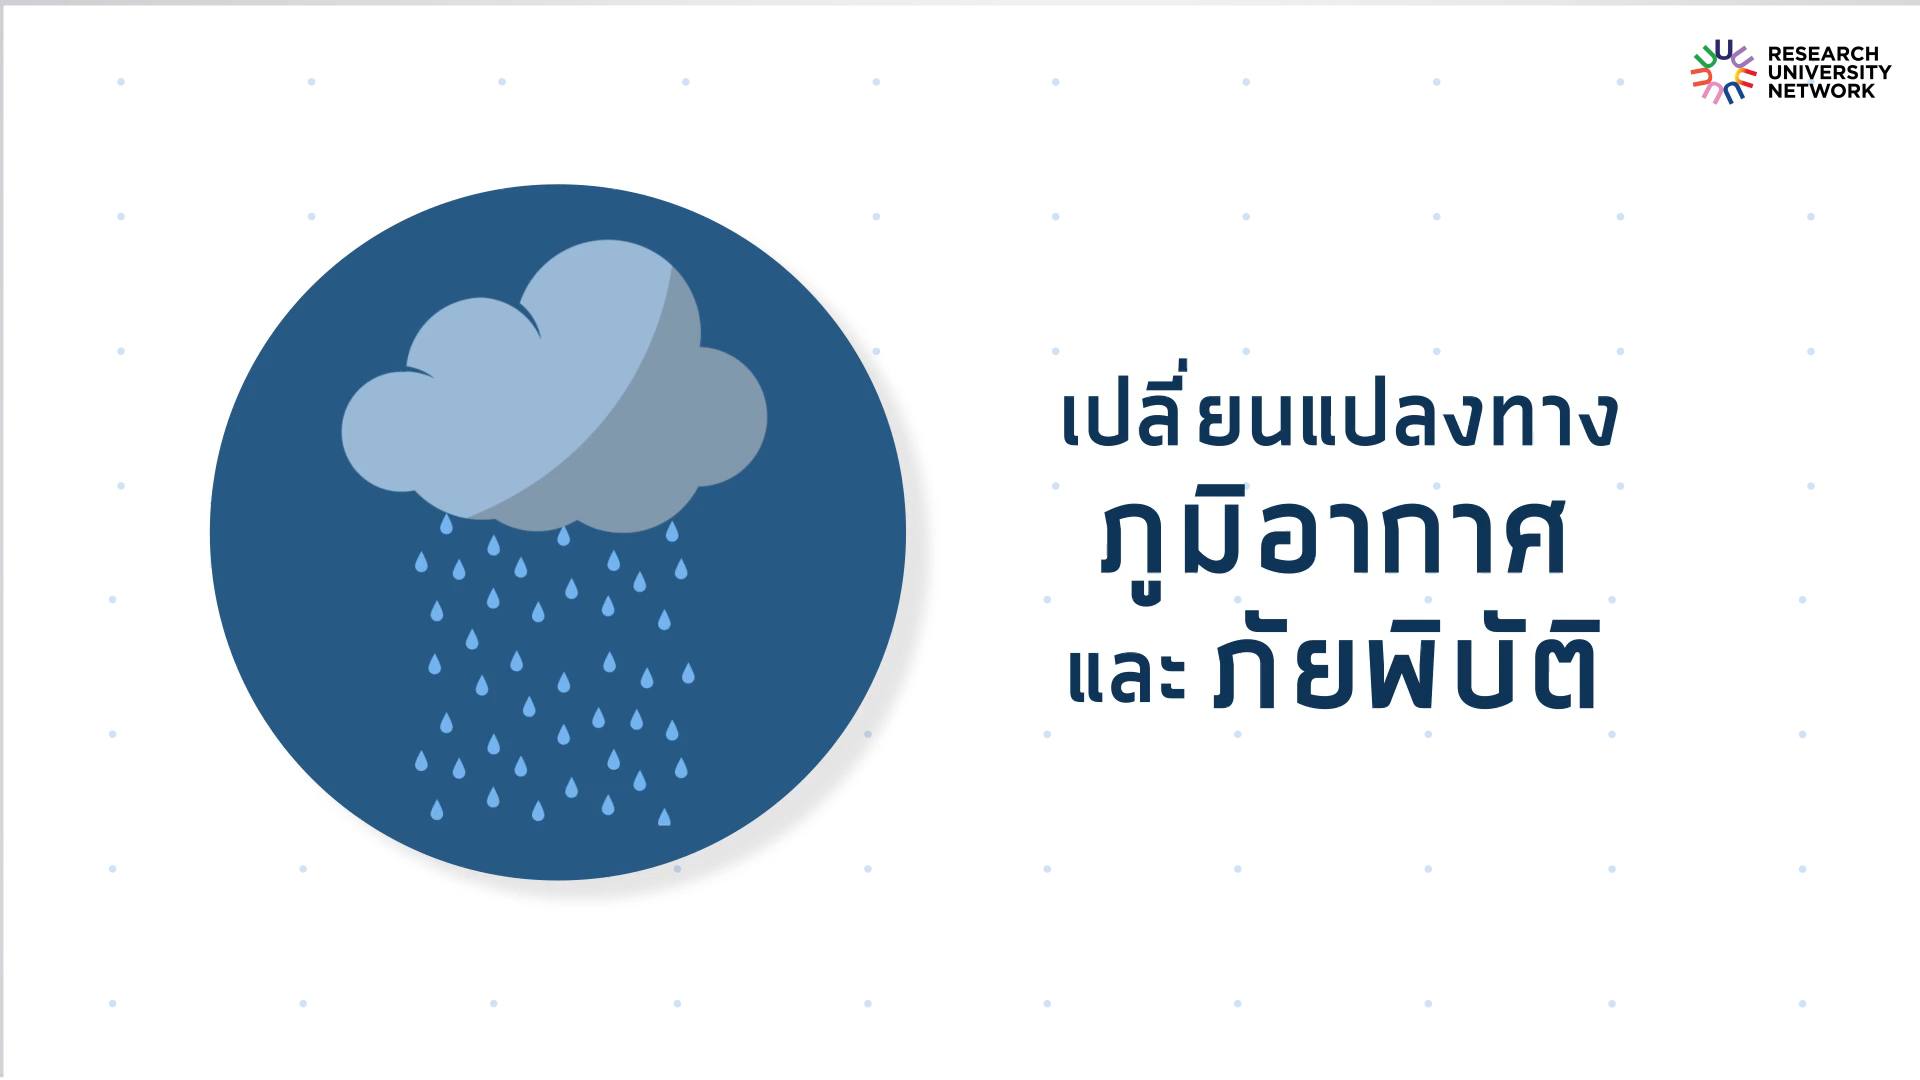 RESEARCH
UNIVERSITY
NETWORK
เปลี่ยนแปลงทาง
ภูมิอากาศ
และ ภัยพิบัติ